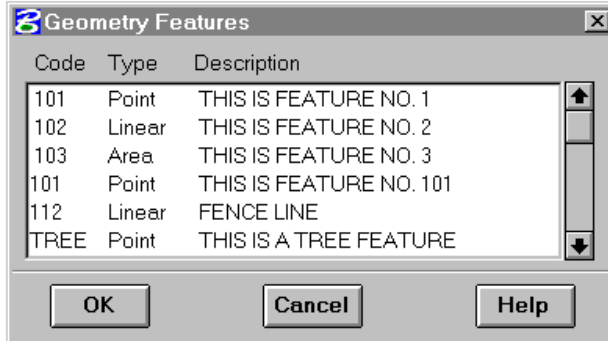 Geometry Features
Code Type Description
101 Point THIS IS FEATURE NO. 1
102 Linear THIS IS FEATURE NO. 2
103 Area THIS IS FEATURE NO. 3
101 Point THIS IS FEATURE NO. 101
112 Linear FENCE LINE
TREE Point THIS IS A TREE FEATURE
OK Cancel Help